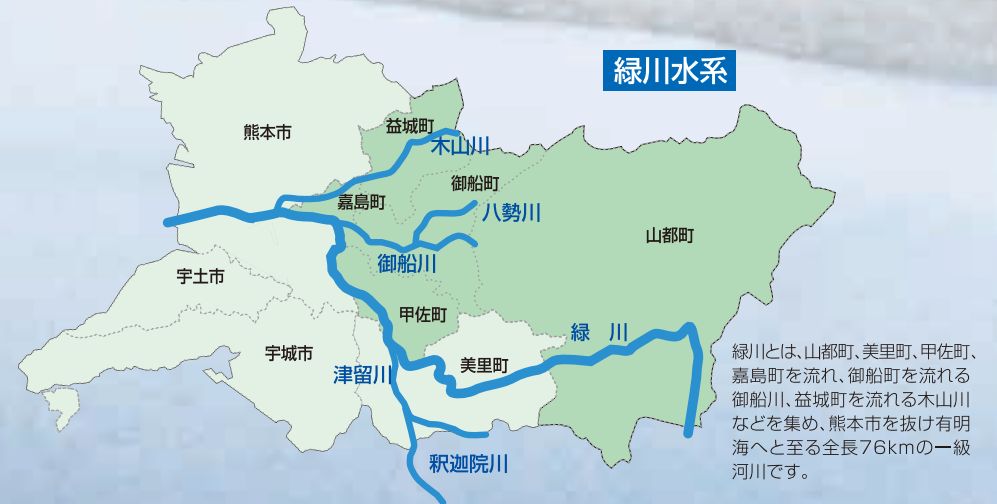 緑川水系
熊本市
益城町
木山川
御船町
嘉島町
八勢川
山都町
御船川
宇土市
甲佐町
緑 川
宇城市
美里町
津留川
釈迦院川
緑川とは、山都町、美里町、甲佐町、
嘉島町を流れ、御船町を流れる
御船川、益城町を流れる木山川
などを集め、熊本市を抜け有明
海へと至る全長76kmの一級
河川です。